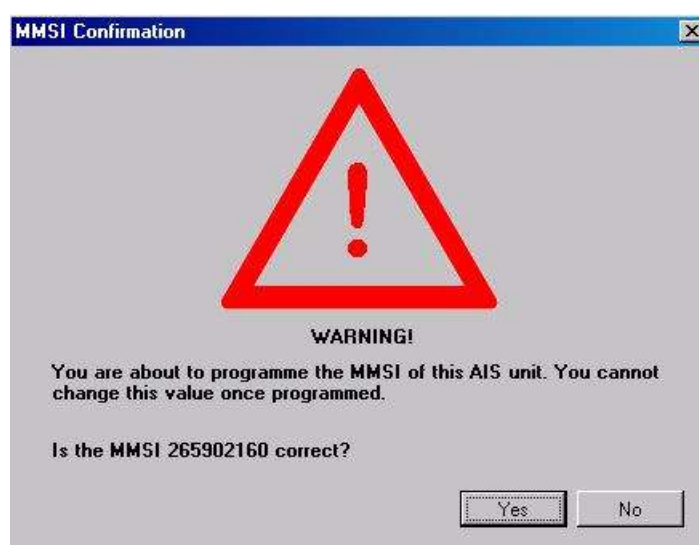 MMSI Confirmation
WARNING!
You are about to programme the MMSI of this AIS unit. You cannot
change this value once programmed.
Is the MMSI 265902160 correct?
Yes No